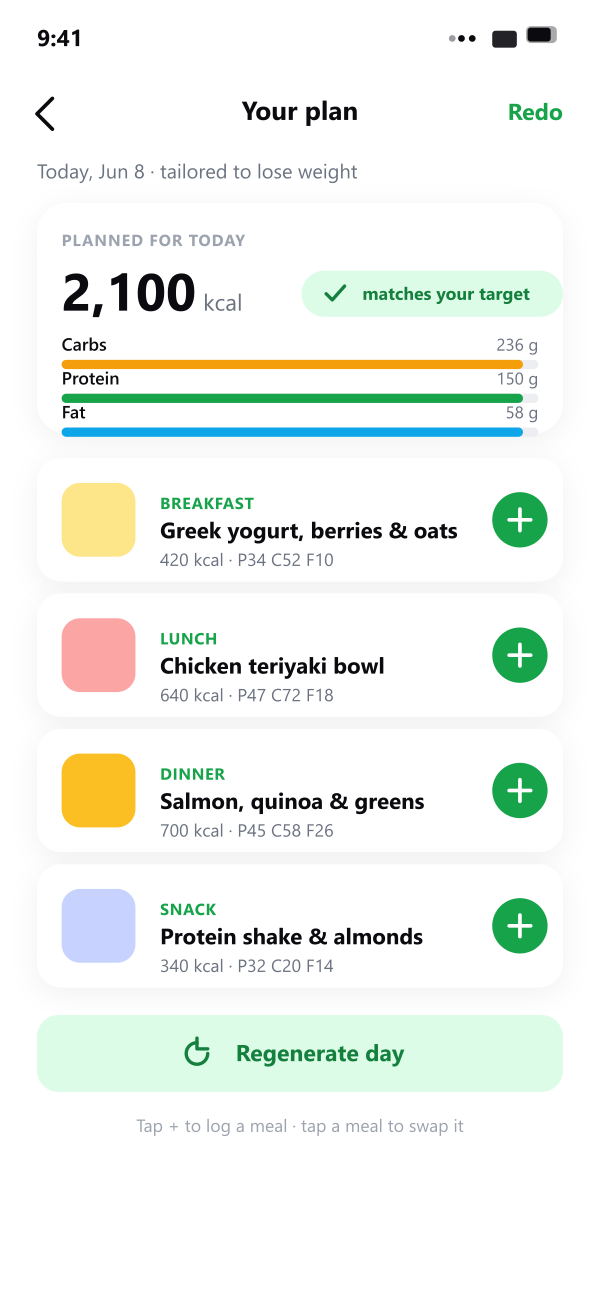 9:41
Your plan
Redo
Today, Jun 8 · tailored to lose weight
PLANNED FOR TODAY
2,100 kcal
matches your target
Carbs 236 g
Protein 150 g
Fat 58 g
BREAKFAST
Greek yogurt, berries & oats
420 kcal · P34 C52 F10
LUNCH
Chicken teriyaki bowl
640 kcal · P47 C72 F18
DINNER
Salmon, quinoa & greens
700 kcal · P45 C58 F26
SNACK
Protein shake & almonds
340 kcal · P32 C20 F14
Regenerate day
Tap + to log a meal · tap a meal to swap it